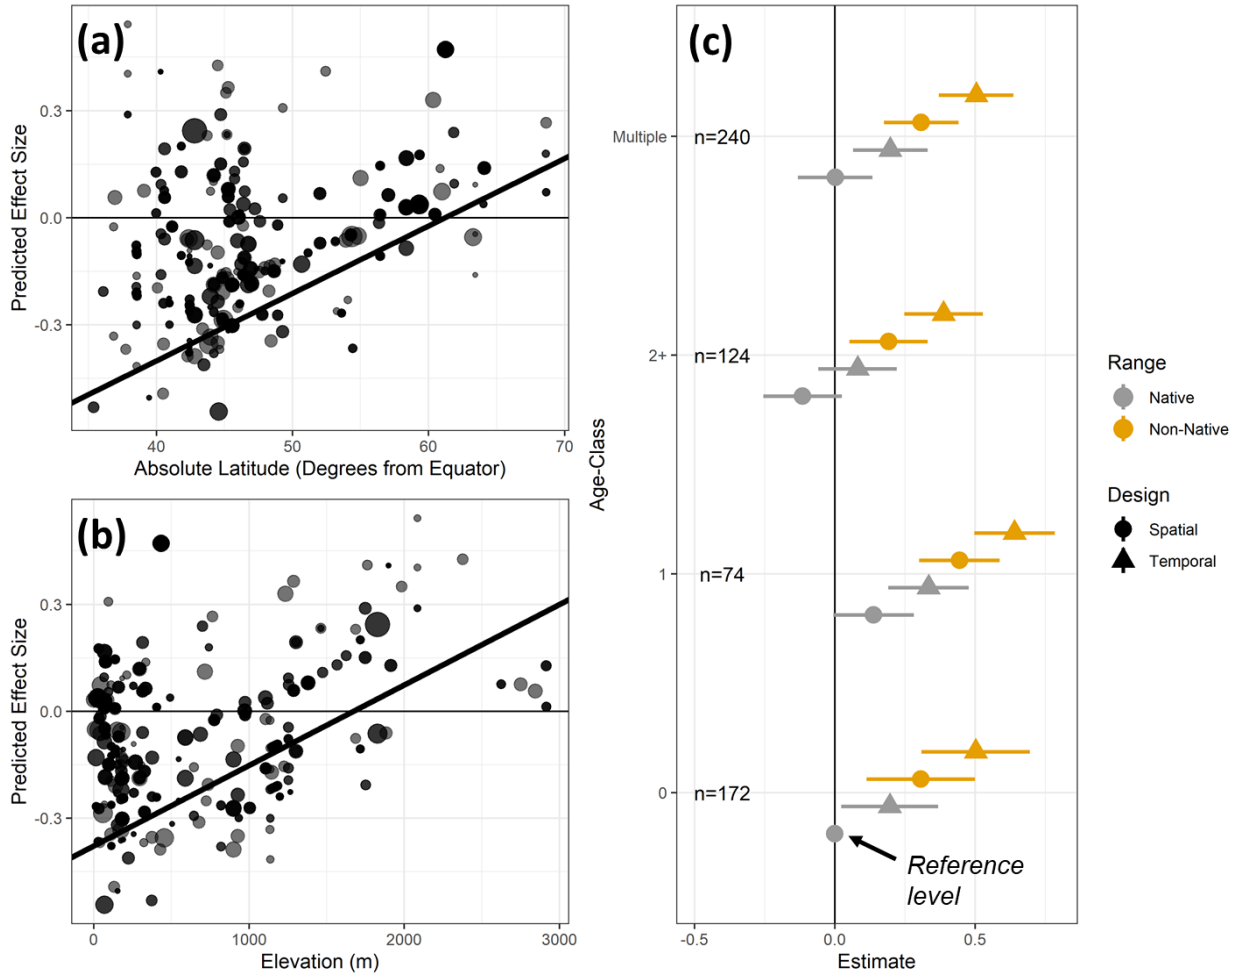 (a)
Predicted Effect Size
0.3
0.0
-0.3
40
50
60
70
Absolute Latitude (Degrees from Equator)
(b)
Predicted Effect Size
0.3
0.0
-0.3
0
1000
2000
3000
Elevation (m)
(c)
Age-Class
Multiple
n=240
2+
n=124
1
n=74
0
n=172
Reference
level
-0.5
0.0
0.5
Estimate
Range
Native
Non-Native
Design
Spatial
Temporal